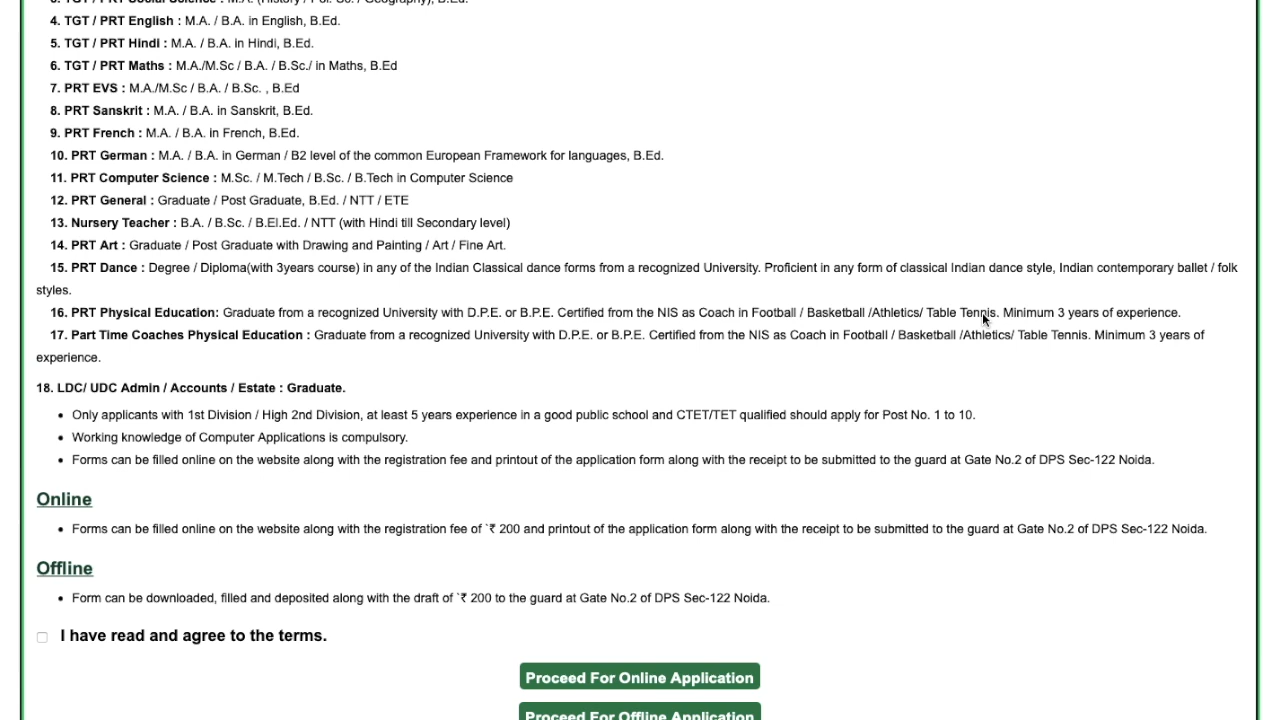 3. TGT / PRT Social Science : M.A. (History / Pol. Sc. / Geography), B.Ed.
4. TGT / PRT English : M.A. / B.A. in English, B.Ed.
5. TGT / PRT Hindi : M.A. / B.A. in Hindi, B.Ed.
6. TGT / PRT Maths : M.A./M.Sc / B.A. / B.Sc./ in Maths, B.Ed
7. PRT EVS : M.A./M.Sc / B.A. / B.Sc. , B.Ed
8. PRT Sanskrit : M.A. / B.A. in Sanskrit, B.Ed.
9. PRT French : M.A. / B.A. in French, B.Ed.
10. PRT German : M.A. / B.A. in German / B2 level of the common European Framework for languages, B.Ed.
11. PRT Computer Science : M.Sc. / M.Tech / B.Sc. / B.Tech in Computer Science
12. PRT General : Graduate / Post Graduate, B.Ed. / NTT / ETE
13. Nursery Teacher : B.A. / B.Sc. / B.El.Ed. / NTT (with Hindi till Secondary level)
14. PRT Art : Graduate / Post Graduate with Drawing and Painting / Art / Fine Art.
15. PRT Dance : Degree / Diploma(with 3years course) in any of the Indian Classical dance forms from a recognized University. Proficient in any form of classical Indian dance style, Indian contemporary ballet / folk
styles.
16. PRT Physical Education: Graduate from a recognized University with D.P.E. or B.P.E. Certified from the NIS as Coach in Football / Basketball /Athletics/ Table Tennis. Minimum 3 years of experience.
17. Part Time Coaches Physical Education : Graduate from a recognized University with D.P.E. or B.P.E. Certified from the NIS as Coach in Football / Basketball /Athletics/ Table Tennis. Minimum 3 years of
experience.
18. LDC/ UDC Admin / Accounts / Estate : Graduate.
• Only applicants with 1st Division / High 2nd Division, at least 5 years experience in a good public school and CTET/TET qualified should apply for Post No. 1 to 10.
• Working knowledge of Computer Applications is compulsory.
• Forms can be filled online on the website along with the registration fee and printout of the application form along with the receipt to be submitted to the guard at Gate No.2 of DPS Sec-122 Noida.
Online
• Forms can be filled online on the website along with the registration fee of `₹ 200 and printout of the application form along with the receipt to be submitted to the guard at Gate No.2 of DPS Sec-122 Noida.
Offline
• Form can be downloaded, filled and deposited along with the draft of `₹ 200 to the guard at Gate No.2 of DPS Sec-122 Noida.
I have read and agree to the terms.
Proceed For Online Application
Proceed For Offline Application